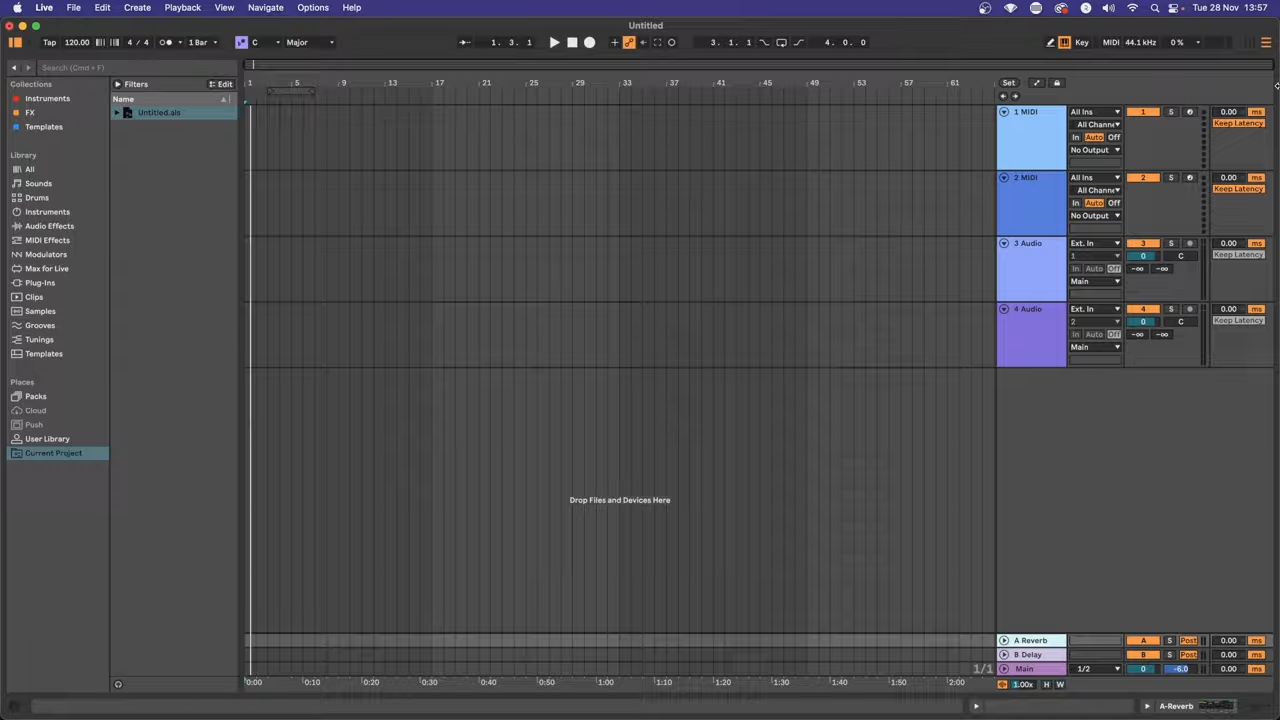 Live File Edit Create Playback View Navigate Options Help Tue 28 Nov 13:57
Untitled
Tap 120.00 4 / 4 1 Bar C Major 1. 3. 1 3. 1. 1 4. 0. 0 Key MIDI 44.1 kHz 0 %
Search (Cmd + F)
Collections
Instruments
FX
Templates
Library
All
Sounds
Drums
Instruments
Audio Effects
MIDI Effects
Modulators
Max for Live
Plug-Ins
Clips
Samples
Grooves
Tunings
Templates
Places
Packs
Cloud
Push
User Library
Current Project
Filters Edit
Name
Untitled.als
1 5 9 13 17 21 25 29 33 37 41 45 49 53 57 61
Set
1 MIDI All Ins 1 S 0.00 ms
All Channe Keep Latency
In Auto Off
No Output
2 MIDI All Ins 2 S 0.00 ms
All Channe Keep Latency
In Auto Off
No Output
3 Audio Ext. In 3 S 0.00 ms
1 0 C Keep Latency
In Auto Off -∞ -∞
Main
4 Audio Ext. In 4 S 0.00 ms
2 0 C Keep Latency
In Auto Off -∞ -∞
Main
Drop Files and Devices Here
A Reverb A S Post 0.00 ms
B Delay B S Post 0.00 ms
1/1 Main 1/2 0 -6.0 0.00 ms
0:00 0:10 0:20 0:30 0:40 0:50 1:00 1:10 1:20 1:30 1:40 1:50 2:00 1.00x H W
A-Reverb